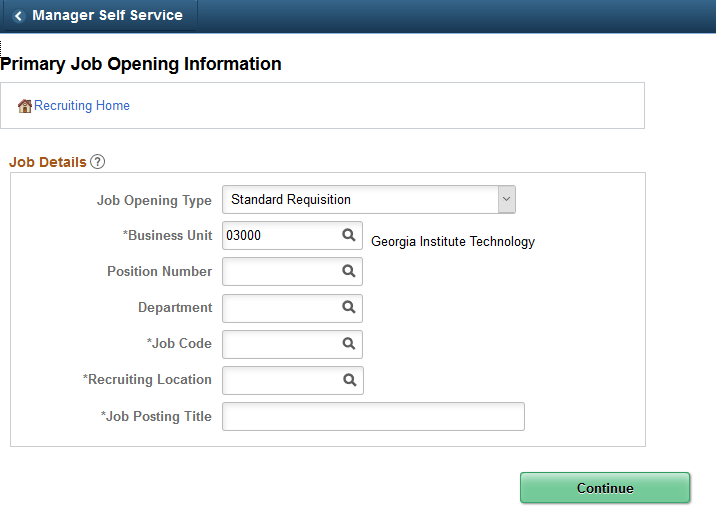 Manager Self Service
Primary Job Opening Information
Recruiting Home
Job Details ?
Job Opening Type Standard Requisition
*Business Unit 03000 Georgia Institute Technology
Position Number
Department
*Job Code
*Recruiting Location
*Job Posting Title
Continue